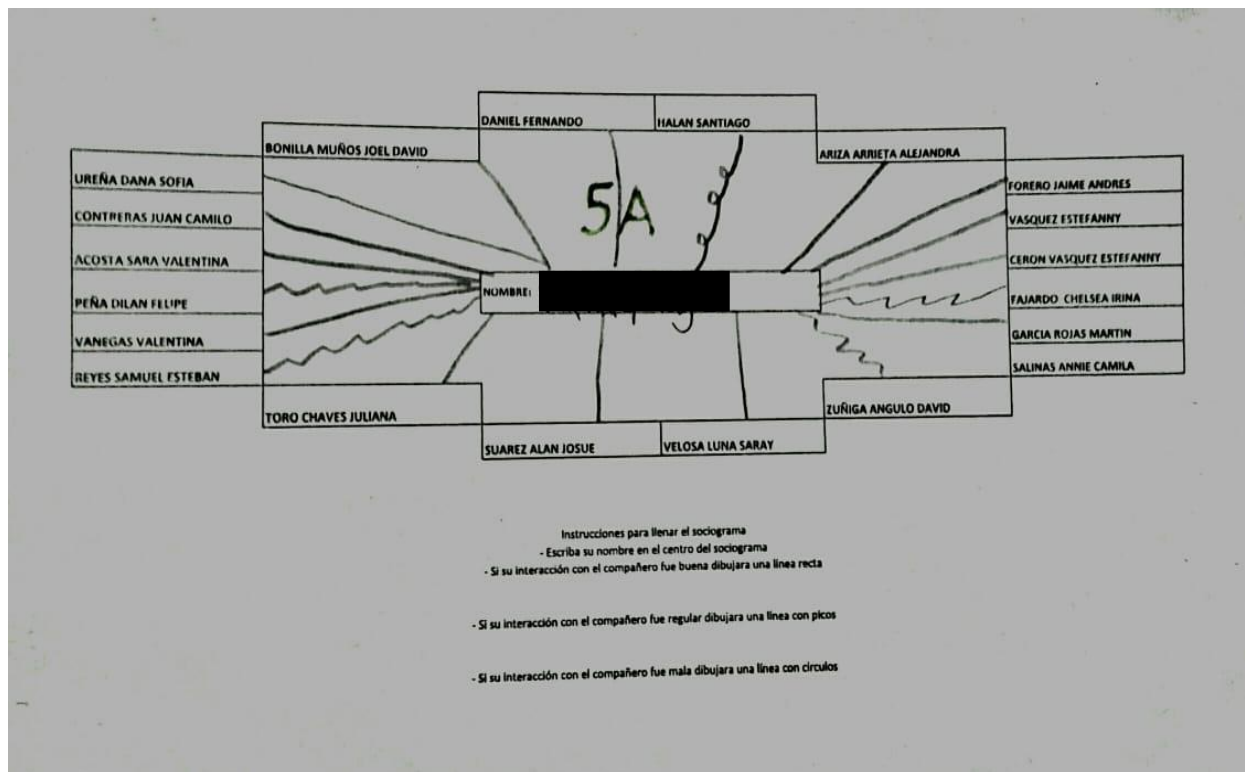 DANIEL FERNANDO
HALAN SANTIAGO
BONILLA MUÑOS JOEL DAVID
ARIZA ARRIETA ALEJANDRA
UREÑA DANA SOFIA
CONTRERAS JUAN CAMILO
ACOSTA SARA VALENTINA
PEÑA DILAN FELIPE
VANEGAS VALENTINA
REYES SAMUEL ESTEBAN
5A
NOMBRE:
FORERO JAIME ANDRES
VASQUEZ ESTEFANNY
CERON VASQUEZ ESTEFANNY
FAJARDO CHELSEA IRINA
GARCIA ROJAS MARTIN
SALINAS ANNIE CAMILA
TORO CHAVES JULIANA
ZUÑIGA ANGULO DAVID
SUAREZ ALAN JOSUE
VELOSA LUNA SARAY
Instrucciones para llenar el sociograma
- Escriba su nombre en el centro del sociograma
- Si su interacción con el compañero fue buena dibujara una línea recta
- Si su interacción con el compañero fue regular dibujara una línea con picos
- Si su interacción con el compañero fue mala dibujara una línea con circulos